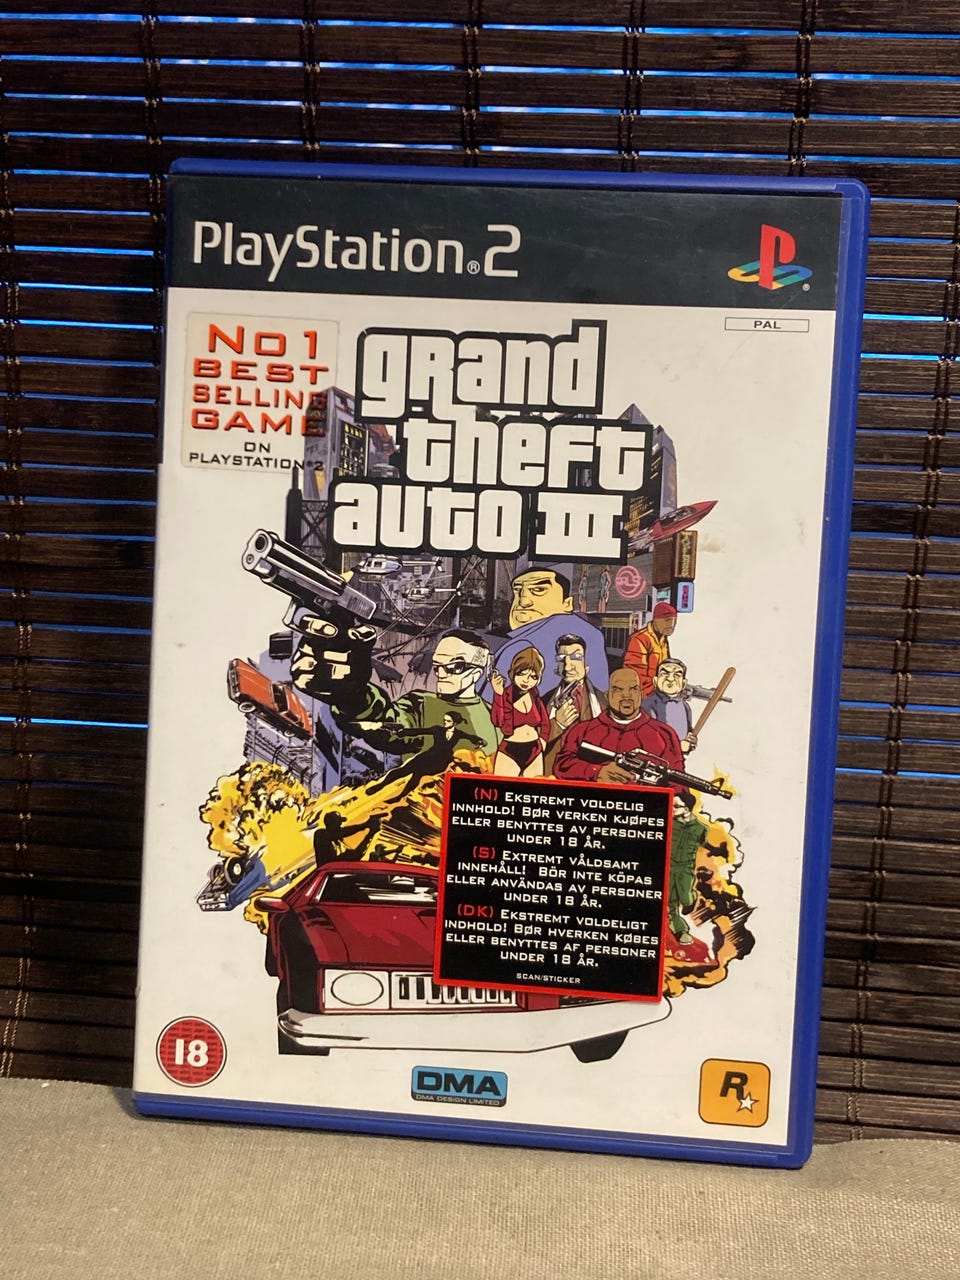 PlayStation®2
PAL
No 1
BEST
SELLING
GAME
ON
PLAYSTATION®2
grand
theft
auto III
(N) EKSTREMT VOLDELIG
INNHOLD! BØR VERKEN KJØPES
ELLER BENYTTES AV PERSONER
UNDER 18 ÅR.
(S) EXTREMT VÅLDSAMT
INNEHÅLL! BÖR INTE KÖPAS
ELLER ANVÄNDAS AV PERSONER
UNDER 18 ÅR.
(DK) EKSTREMT VOLDELIGT
INDHOLD! BØR HVERKEN KØBES
ELLER BENYTTES AF PERSONER
UNDER 18 ÅR.
SCAN/STICKER
18
DMA
DMA DESIGN LIMITED
R